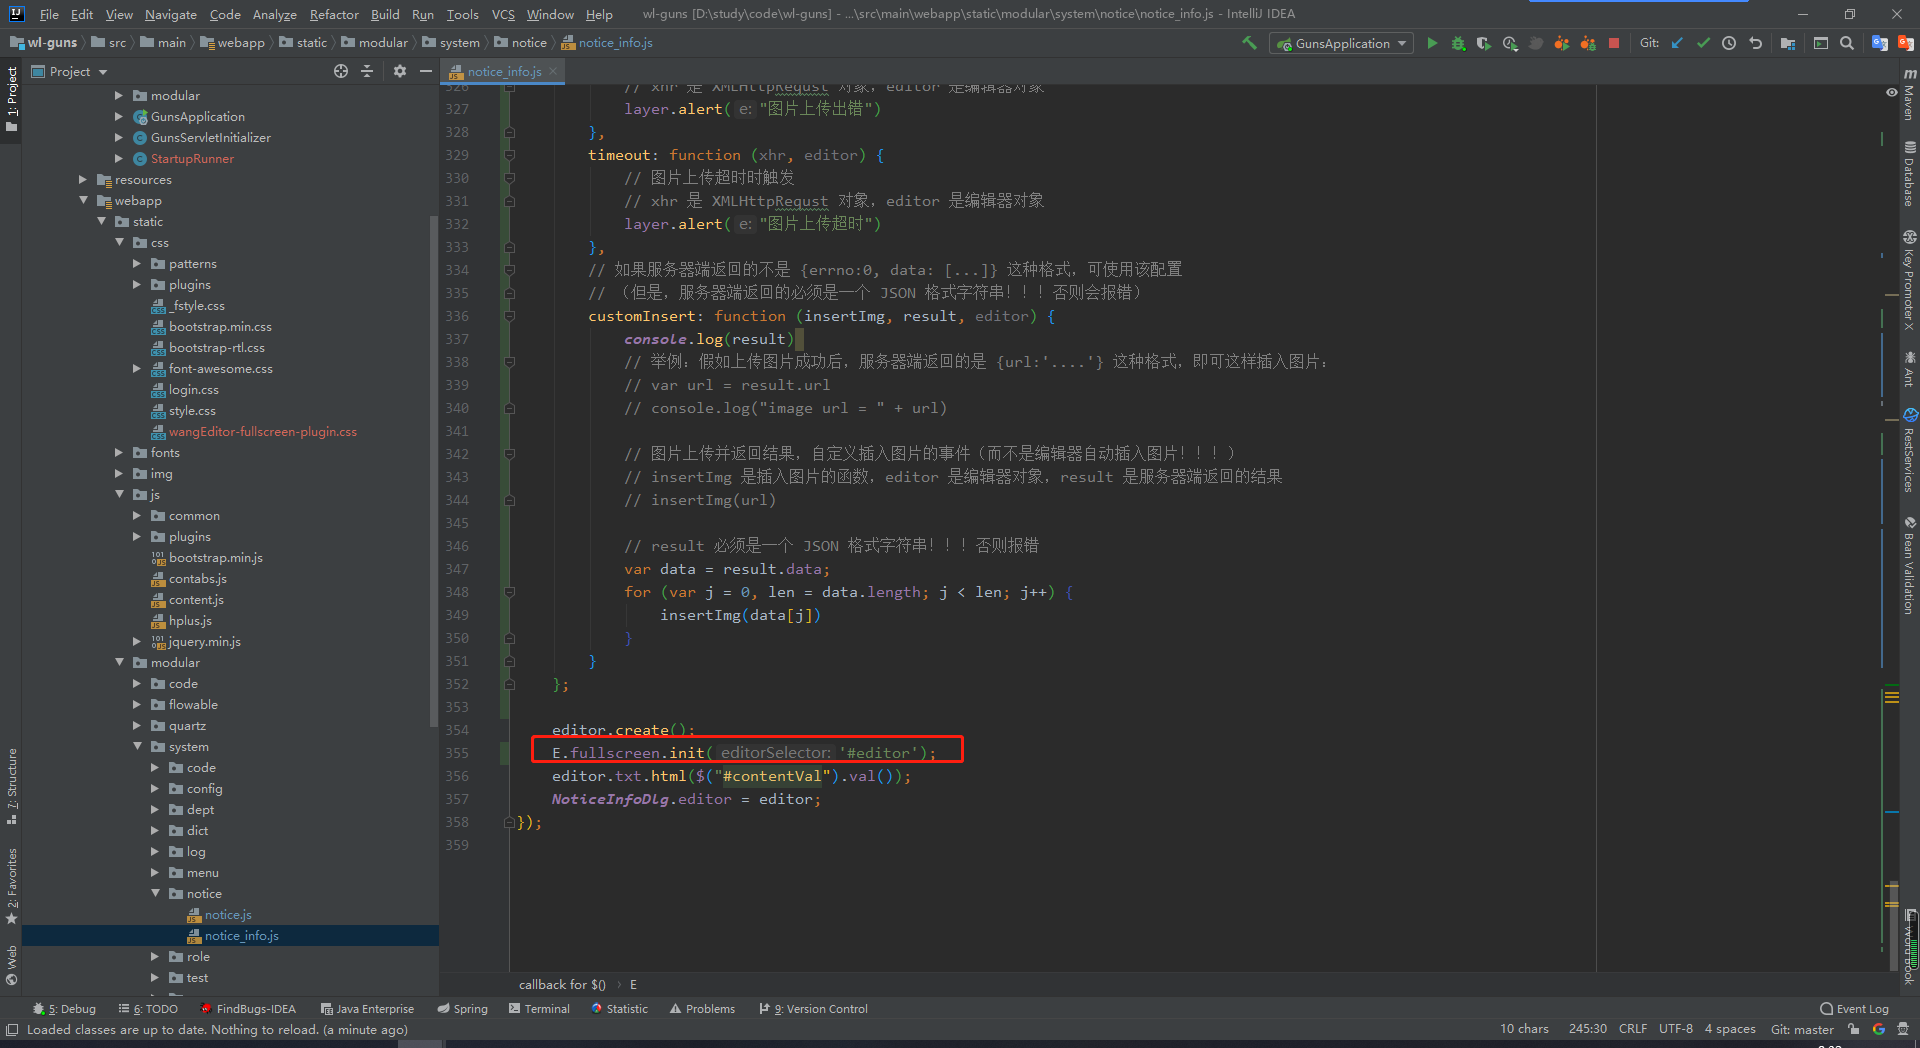 File Edit View Navigate Code Analyze Refactor Build Run Tools VCS Window Help wl-guns [D:\study\code\wl-guns] - ...\src\main\webapp\static\modular\system\notice\notice_info.js - IntelliJ IDEA
wl-guns src main webapp static modular system notice notice_info.js GunsApplication Git:
Project notice_info.js
1: Project
7: Structure
2: Favorites
Web
modular
GunsApplication
GunsServletInitializer
StartupRunner
resources
webapp
static
css
patterns
plugins
_fstyle.css
bootstrap.min.css
bootstrap-rtl.css
font-awesome.css
login.css
style.css
wangEditor-fullscreen-plugin.css
fonts
img
js
common
plugins
bootstrap.min.js
contabs.js
content.js
hplus.js
jquery.min.js
modular
code
flowable
quartz
system
code
config
dept
dict
log
menu
notice
notice.js
notice_info.js
role
test
326 // xhr 是 XMLHttpRequst 对象，editor 是编辑器对象
327 layer.alert( e: "图片上传出错")
328 },
329 timeout: function (xhr, editor) {
330 // 图片上传超时时触发
331 // xhr 是 XMLHttpRequst 对象，editor 是编辑器对象
332 layer.alert( e: "图片上传超时")
333 },
334 // 如果服务器端返回的不是 {errno:0, data: [...]} 这种格式，可使用该配置
335 // （但是，服务器端返回的必须是一个 JSON 格式字符串！！！否则会报错）
336 customInsert: function (insertImg, result, editor) {
337 console.log(result)
338 // 举例：假如上传图片成功后，服务器端返回的是 {url:'....'} 这种格式，即可这样插入图片：
339 // var url = result.url
340 // console.log("image url = " + url)
341
342 // 图片上传并返回结果，自定义插入图片的事件（而不是编辑器自动插入图片！！！）
343 // insertImg 是插入图片的函数，editor 是编辑器对象，result 是服务器端返回的结果
344 // insertImg(url)
345
346 // result 必须是一个 JSON 格式字符串！！！否则报错
347 var data = result.data;
348 for (var j = 0, len = data.length; j < len; j++) {
349 insertImg(data[j])
350 }
351 }
352 };
353
354 editor.create();
355 E.fullscreen.init( editorSelector: '#editor');
356 editor.txt.html($("#contentVal").val());
357 NoticeInfoDlg.editor = editor;
358 });
359
callback for $() › E
Maven
Database
Key Promoter X
Ant
RestServices
Bean Validation
Word Book
5: Debug 6: TODO FindBugs-IDEA Java Enterprise Spring Terminal Statistic Problems 9: Version Control Event Log
Loaded classes are up to date. Nothing to reload. (a minute ago) 10 chars 245:30 CRLF UTF-8 4 spaces Git: master